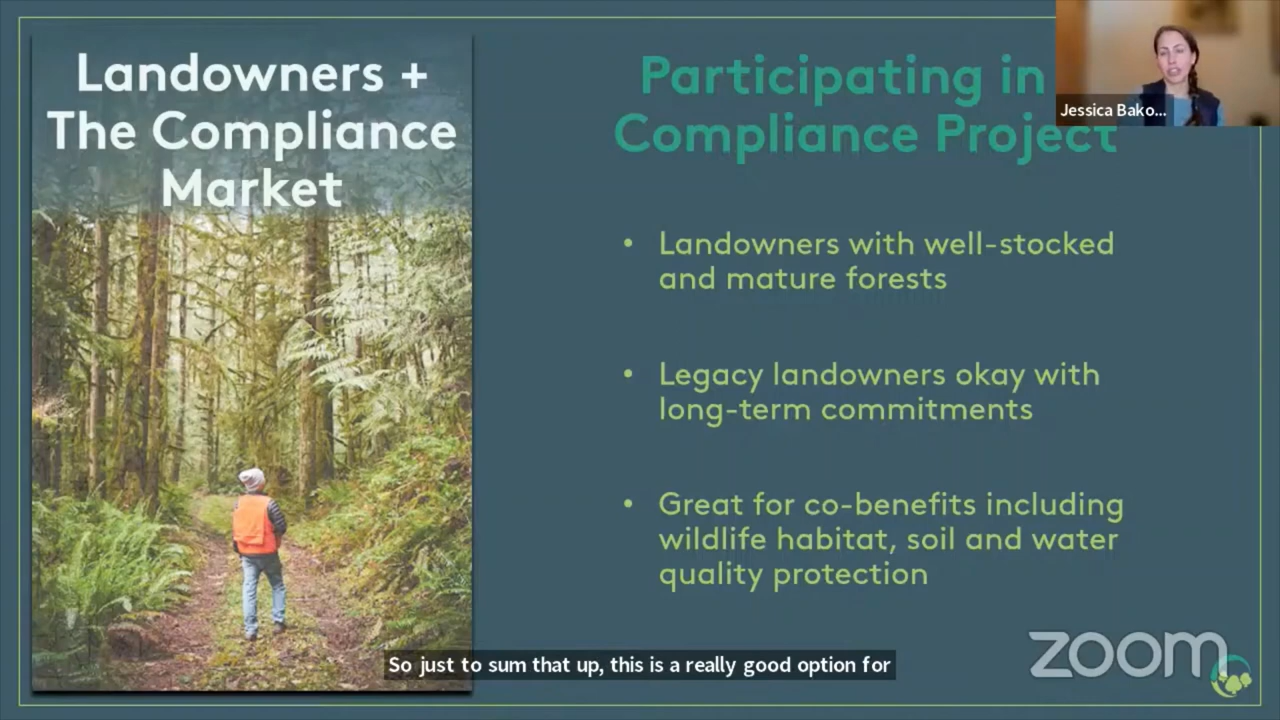 Landowners +
The Compliance
Market
Participating in
Compliance Project
Jessica Bako...
• Landowners with well-stocked
and mature forests
• Legacy landowners okay with
long-term commitments
• Great for co-benefits including
wildlife habitat, soil and water
quality protection
So just to sum that up, this is a really good option for
zoom